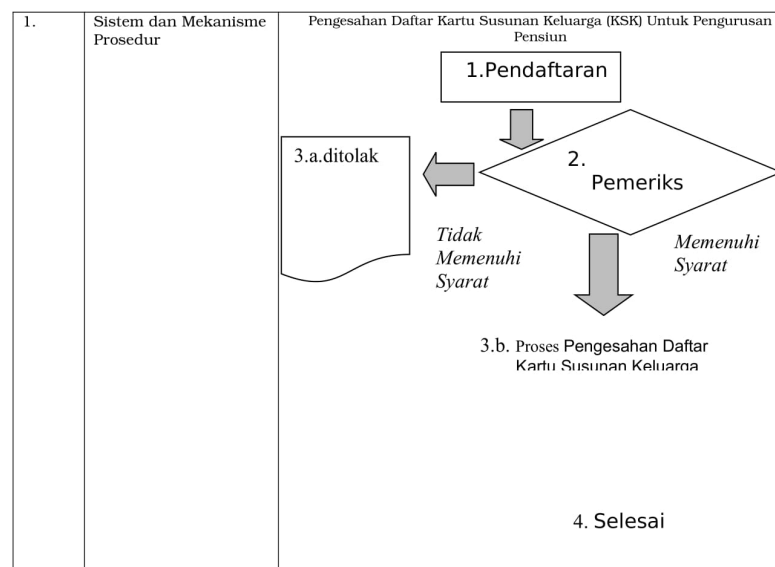 1.
Sistem dan Mekanisme
Prosedur
Pengesahan Daftar Kartu Susunan Keluarga (KSK) Untuk Pengurusan
Pensiun
1.Pendaftaran
2.
Pemeriks
3.a.ditolak
Tidak
Memenuhi
Syarat
Memenuhi
Syarat
3.b. Proses Pengesahan Daftar
Kartu Susunan Keluarga
4. Selesai